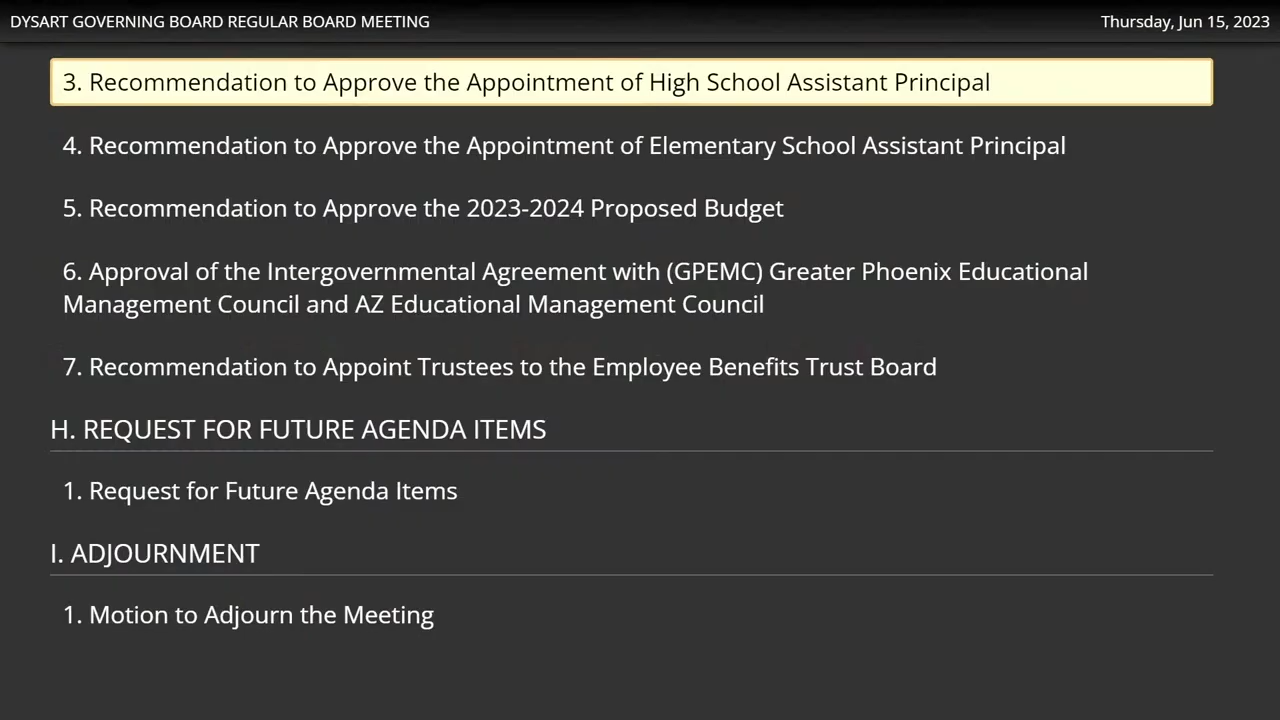 DYSART GOVERNING BOARD REGULAR BOARD MEETING
Thursday, Jun 15, 2023
3. Recommendation to Approve the Appointment of High School Assistant Principal
4. Recommendation to Approve the Appointment of Elementary School Assistant Principal
5. Recommendation to Approve the 2023-2024 Proposed Budget
6. Approval of the Intergovernmental Agreement with (GPEMC) Greater Phoenix Educational
Management Council and AZ Educational Management Council
7. Recommendation to Appoint Trustees to the Employee Benefits Trust Board
H. REQUEST FOR FUTURE AGENDA ITEMS
1. Request for Future Agenda Items
I. ADJOURNMENT
1. Motion to Adjourn the Meeting